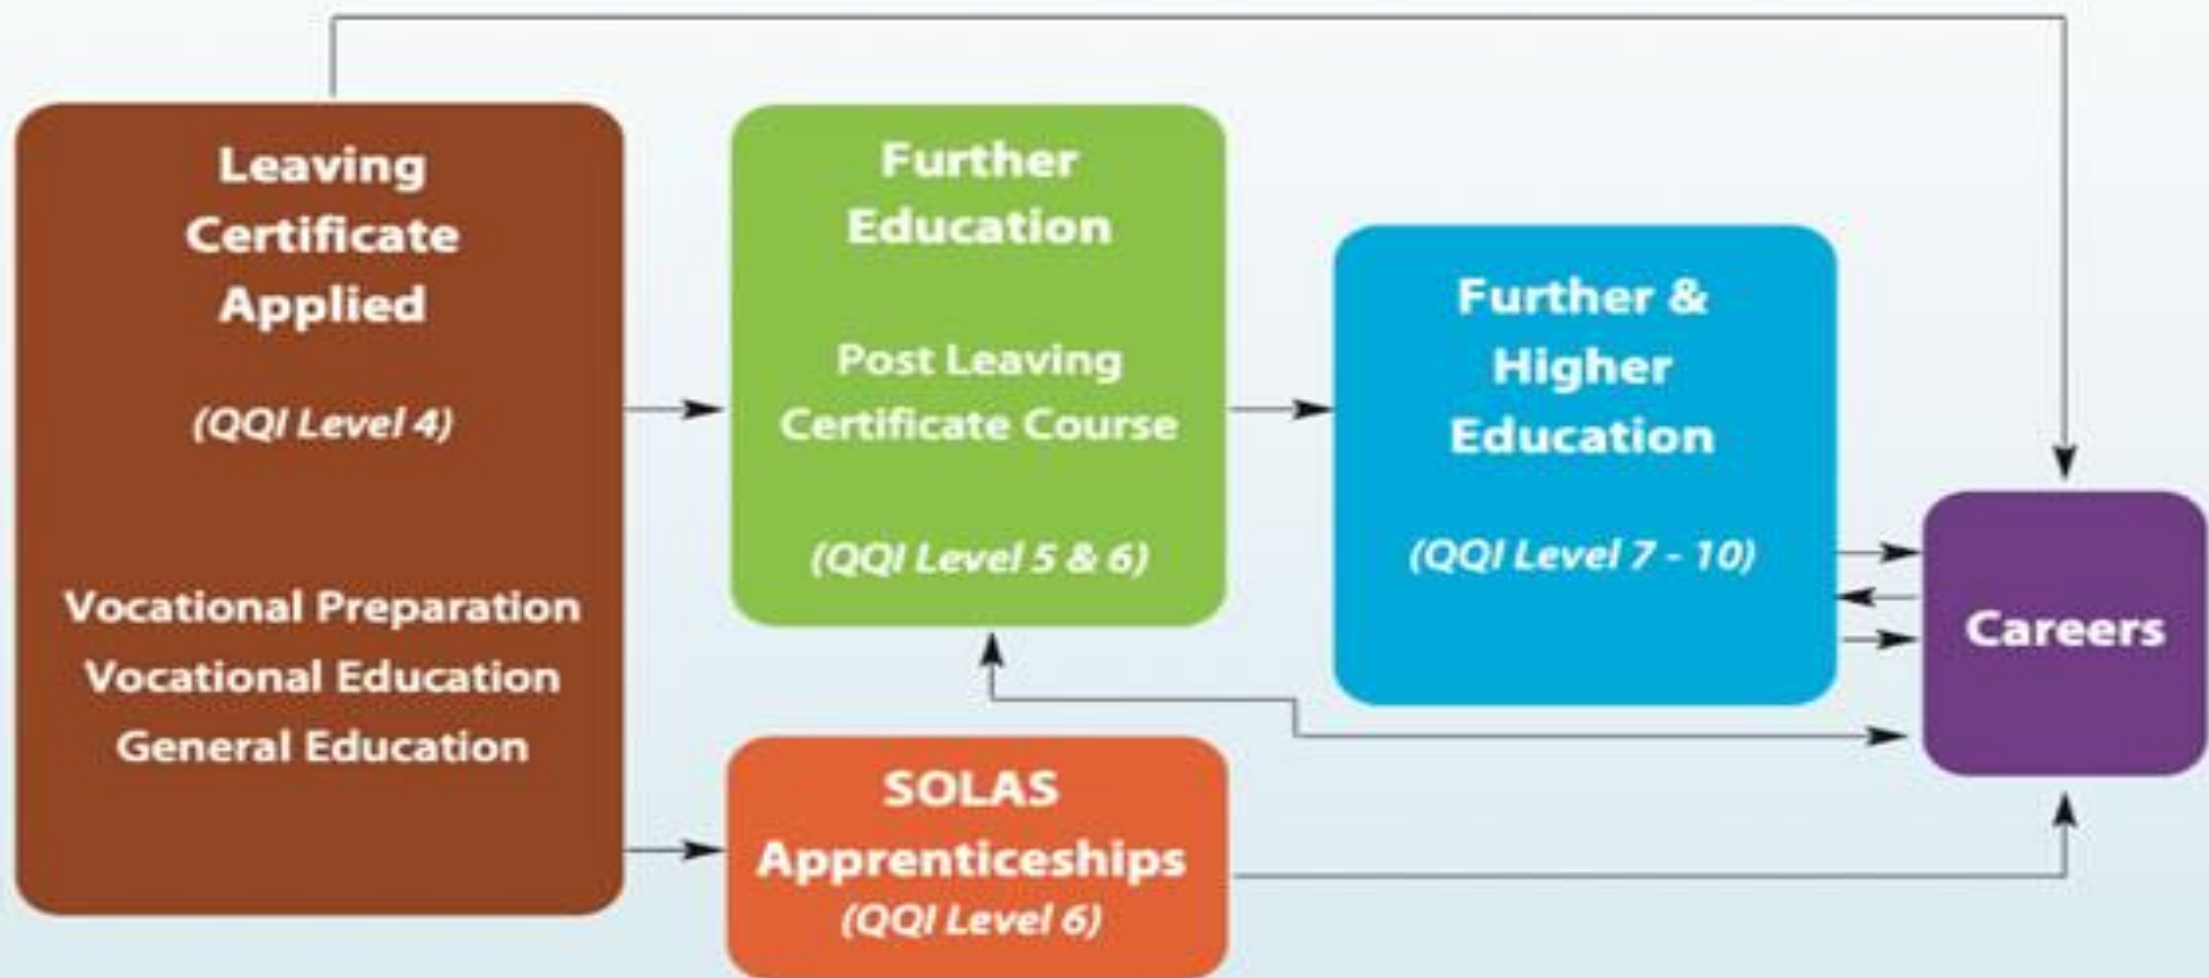 Leaving
Certificate
Applied
(QQI Level 4)
Vocational Preparation
Vocational Education
General Education
Further
Education
Post Leaving
Certificate Course
(QQI Level 5 & 6)
SOLAS
Apprenticeships
(QQI Level 6)
Further &
Higher
Education
(QQI Level 7 - 10)
Careers